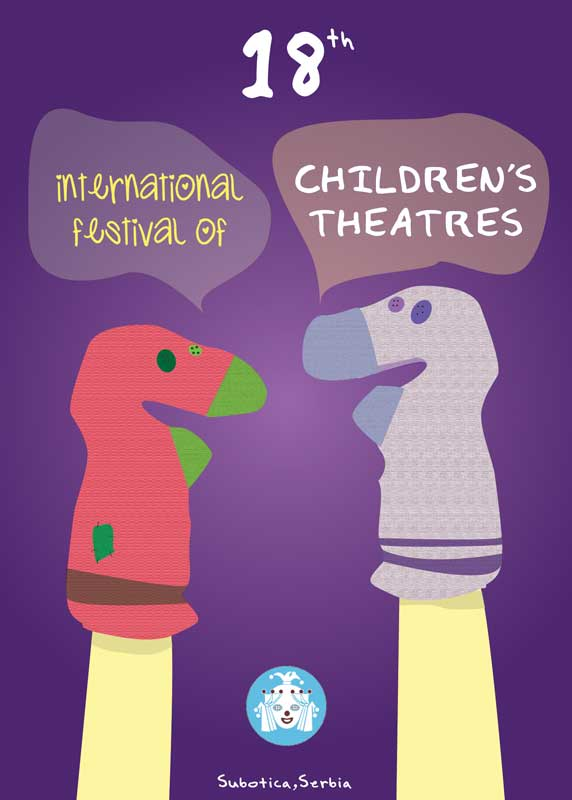 18th
international
festival of
CHILDREN'S
THEATRES
Subotica, Serbia